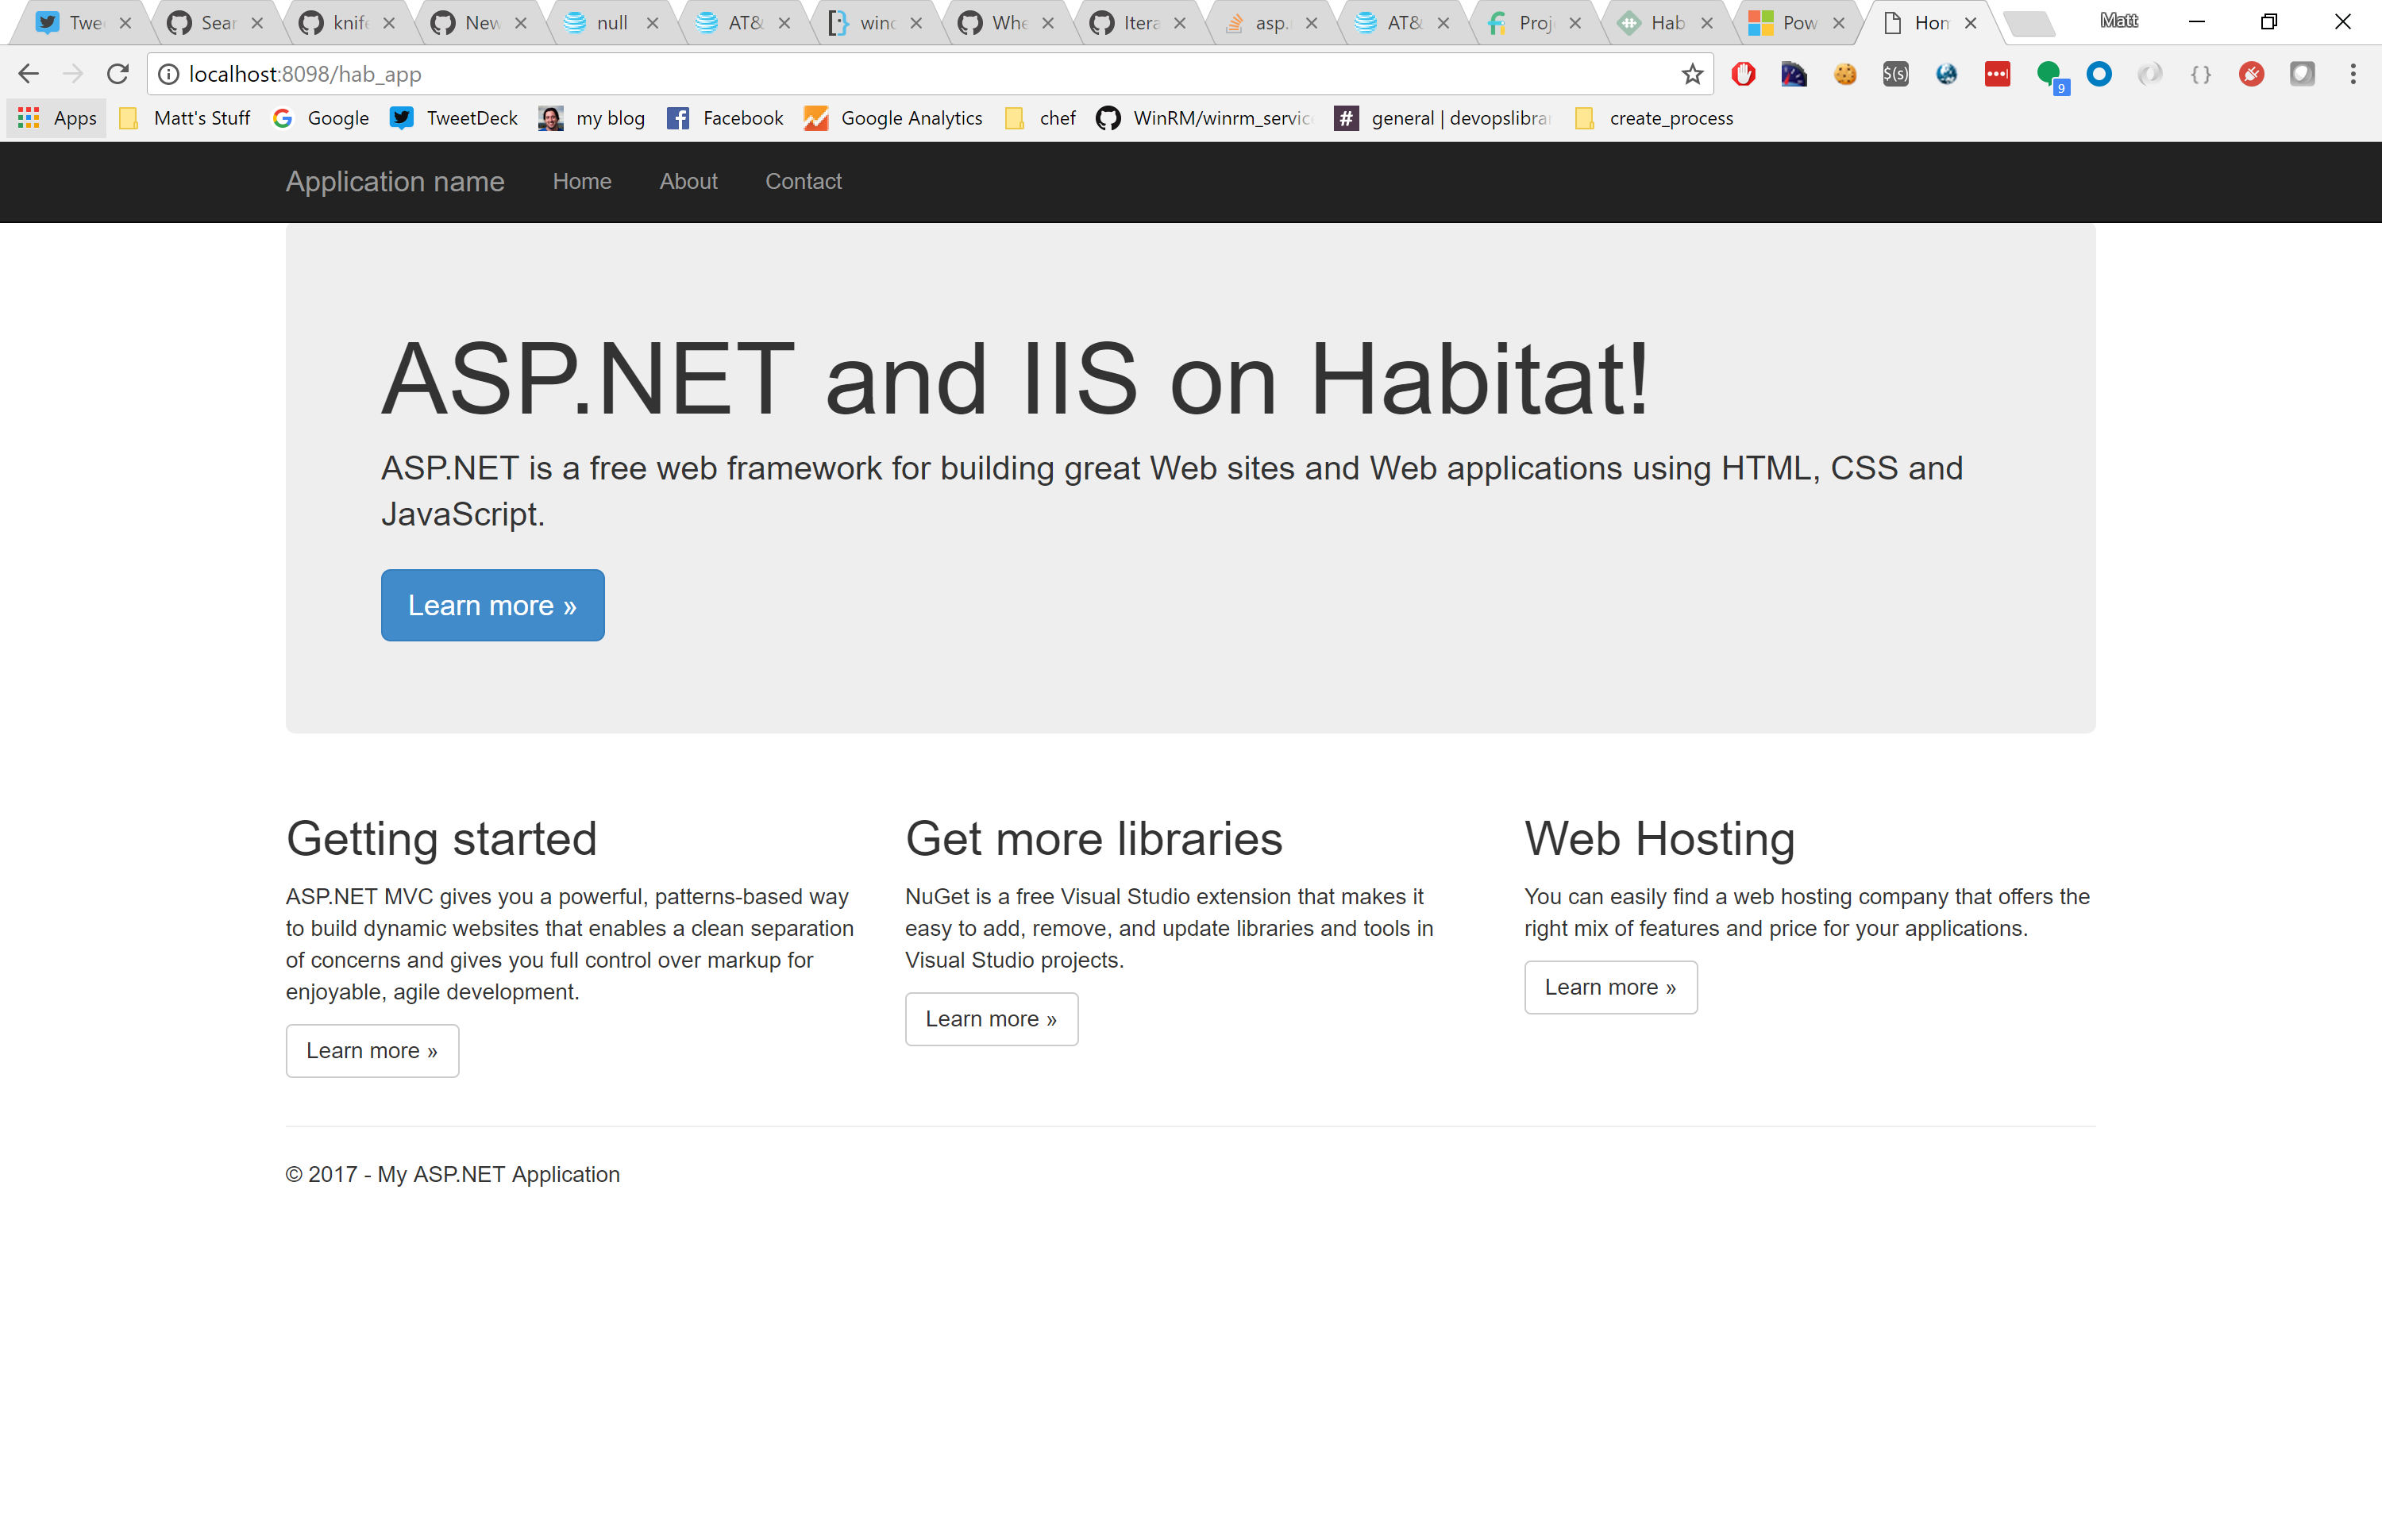 Twe Sear knife New null AT& winc Whe Itera asp. AT& Proj Hab Pow Hom Matt
localhost:8098/hab_app
$(s) 9 { }
Apps Matt's Stuff Google TweetDeck my blog Facebook Google Analytics chef WinRM/winrm_servic # general | devopslibra create_process
Application name Home About Contact
ASP.NET and IIS on Habitat!
ASP.NET is a free web framework for building great Web sites and Web applications using HTML, CSS and
JavaScript.
Learn more »
Getting started
ASP.NET MVC gives you a powerful, patterns-based way
to build dynamic websites that enables a clean separation
of concerns and gives you full control over markup for
enjoyable, agile development.
Learn more »
Get more libraries
NuGet is a free Visual Studio extension that makes it
easy to add, remove, and update libraries and tools in
Visual Studio projects.
Learn more »
Web Hosting
You can easily find a web hosting company that offers the
right mix of features and price for your applications.
Learn more »
© 2017 - My ASP.NET Application